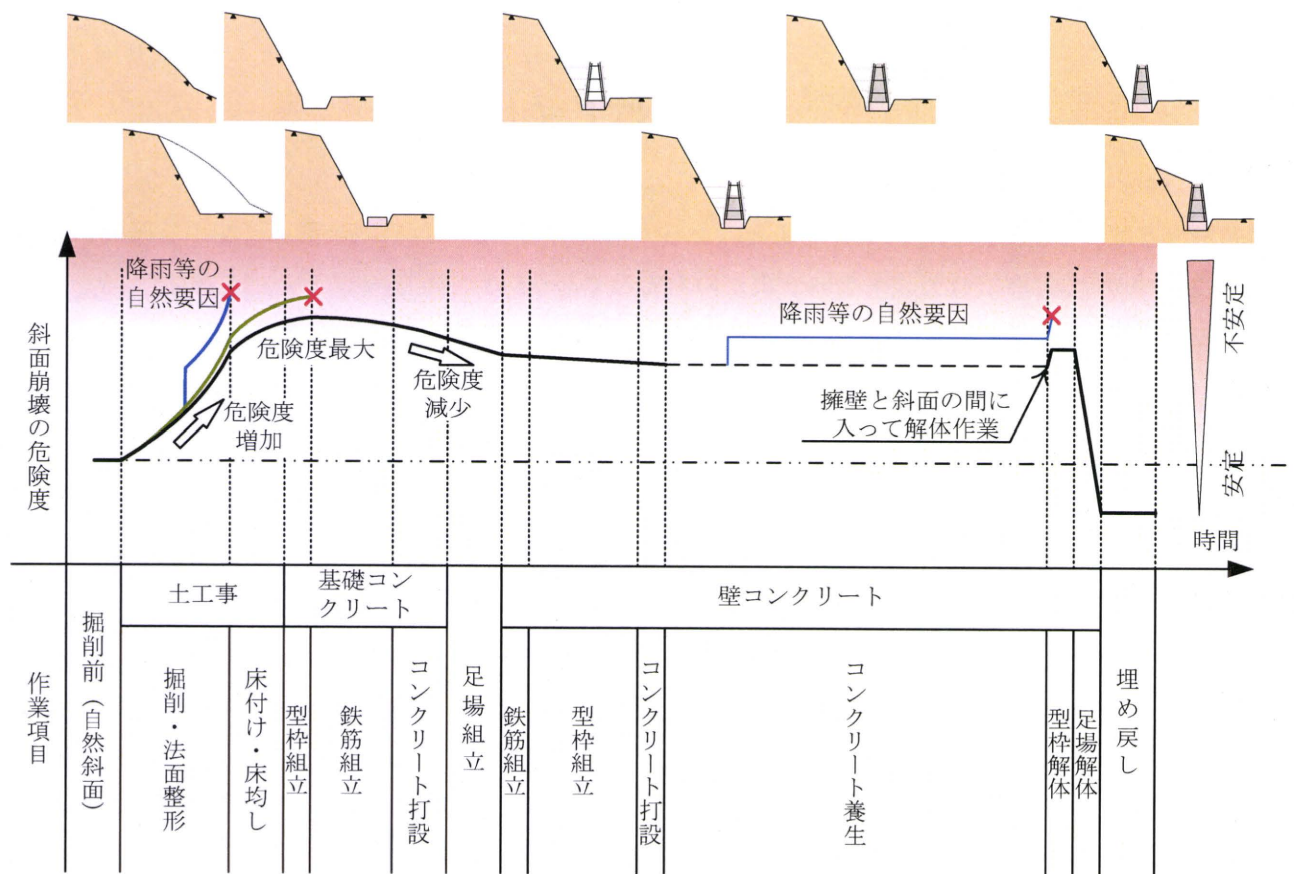 降雨等の
自然要因
危険度最大
危険度
増加
危険度
減少
降雨等の自然要因
擁壁と斜面の間に
入って解体作業
斜面崩壊の危険度
不安定
安定
時間
作業項目
掘削前（自然斜面）
土工事
掘削・法面整形
床付け・床均し
基礎コン
クリート
型枠組立
鉄筋組立
コンクリート打設
足場組立
壁コンクリート
鉄筋組立
型枠組立
コンクリート打設
コンクリート養生
型枠解体
足場解体
埋め戻し